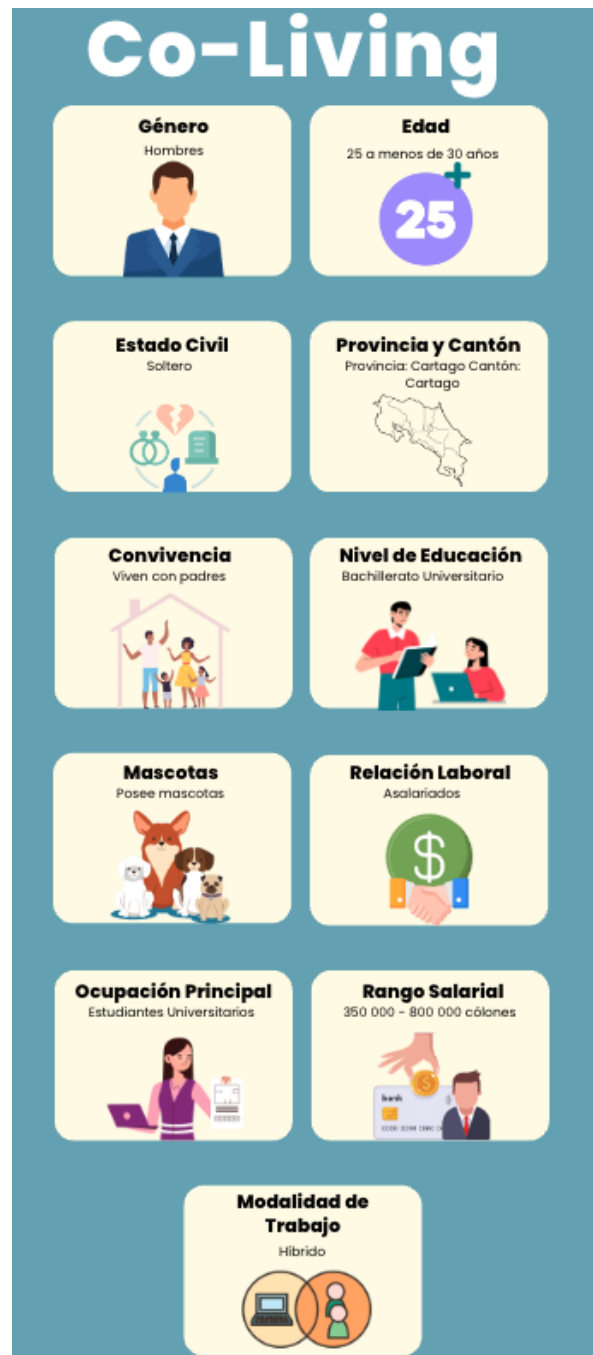 Co-Living
Género
Hombres
Edad
25 a menos de 30 años
25
Estado Civil
Soltero
Provincia y Cantón
Provincia: Cartago Cantón:
Cartago
Convivencia
Viven con padres
Nivel de Educación
Bachillerato Universitario
Mascotas
Posee mascotas
Relación Laboral
Asalariados
$
Ocupación Principal
Estudiantes Universitarios
Rango Salarial
350 000 - 800 000 cólones
bank
Modalidad de
Trabajo
Híbrido